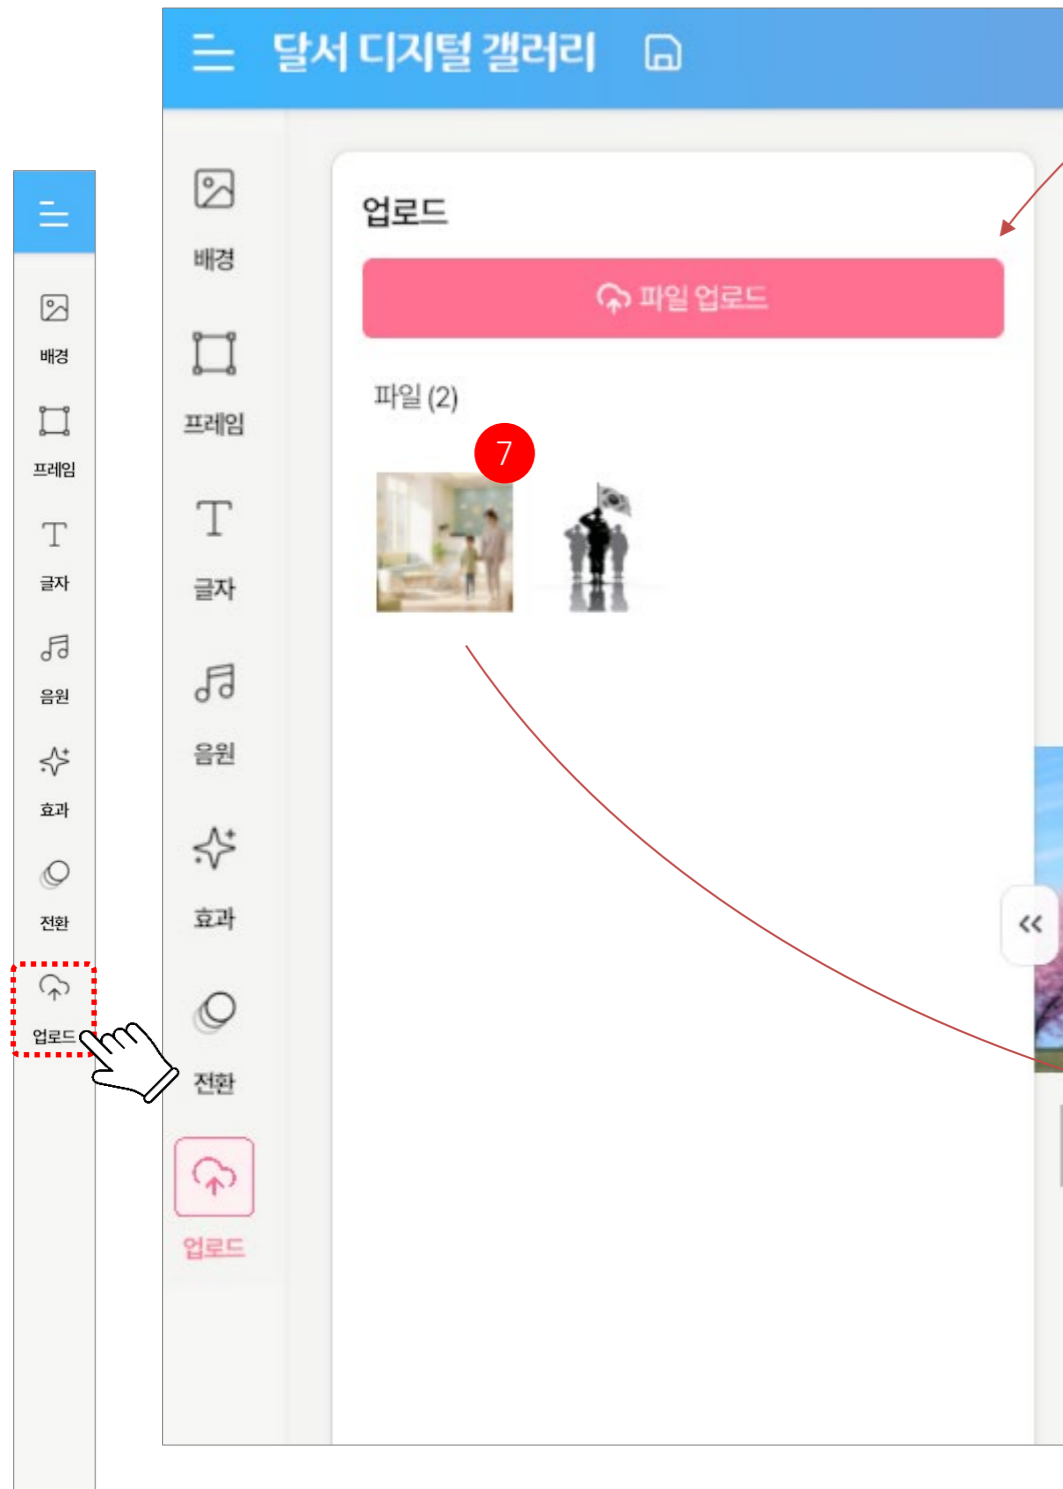 배경
프레임
글자
음원
효과
전환
업로드
달서 디지털 갤러리
배경
프레임
글자
음원
효과
전환
업로드
업로드
파일 업로드
파일 (2)
7